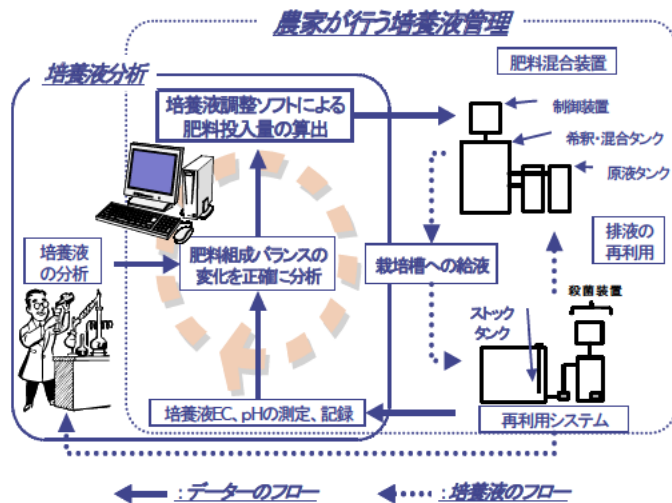 農家が行う培養液管理
培養液分析
肥料混合装置
培養液調整ソフトによる
肥料投入量の算出
制御装置
希釈・混合タンク
原液タンク
培養液
の分析
肥料組成バランスの
変化を正確に分析
栽培槽への給液
排液の
再利用
殺菌装置
ストック
タンク
培養液EC、pHの測定、記録
再利用システム
:データーのフロー
:培養液のフロー